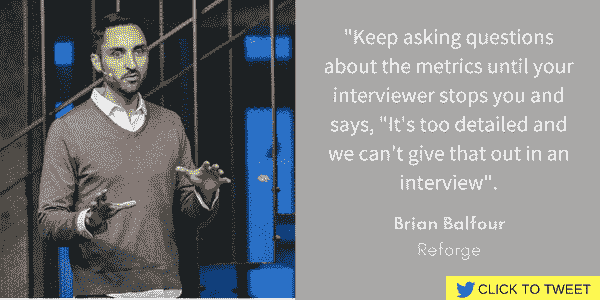 "Keep asking questions
about the metrics until your
interviewer stops you and
says, "It's too detailed and
we can't give that out in an
interview".
Brian Balfour
Reforge
CLICK TO TWEET